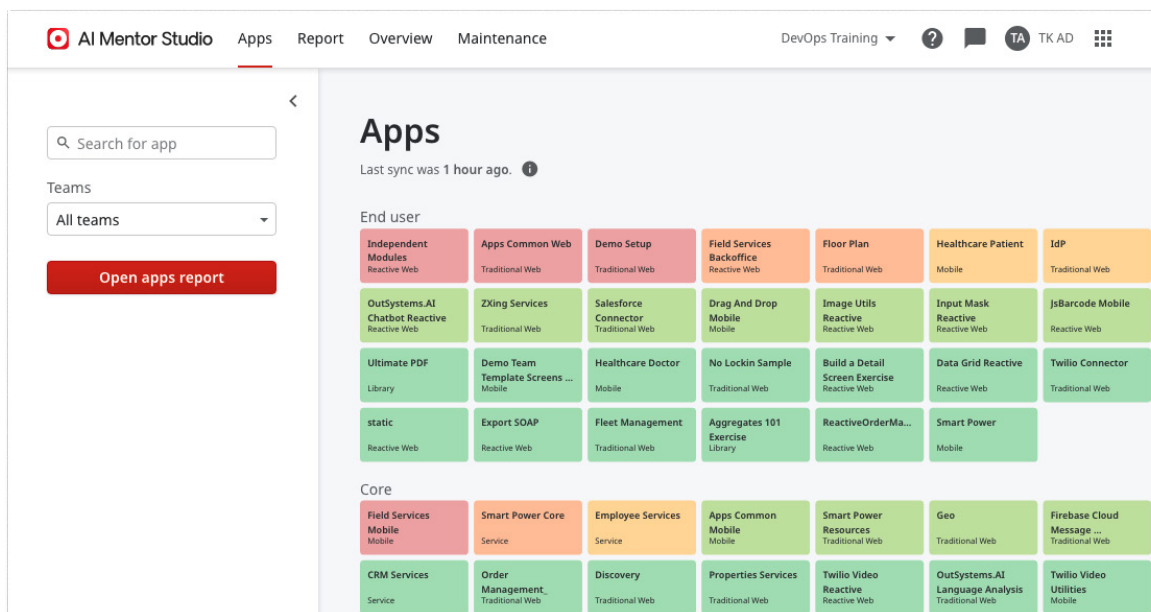 AI Mentor Studio Apps Report Overview Maintenance DevOps Training TA TK AD
Search for app
Teams
All teams
Open apps report
Apps
Last sync was 1 hour ago.
End user
Independent Modules
Reactive Web
Apps Common Web
Traditional Web
Demo Setup
Traditional Web
Field Services Backoffice
Reactive Web
Floor Plan
Traditional Web
Healthcare Patient
Mobile
IdP
Traditional Web
OutSystems.AI Chatbot Reactive
Reactive Web
ZXing Services
Traditional Web
Salesforce Connector
Traditional Web
Drag And Drop Mobile
Mobile
Image Utils Reactive
Reactive Web
Input Mask Reactive
Reactive Web
JsBarcode Mobile
Reactive Web
Ultimate PDF
Library
Demo Team Template Screens ...
Mobile
Healthcare Doctor
Mobile
No Lockin Sample
Traditional Web
Build a Detail Screen Exercise
Reactive Web
Data Grid Reactive
Reactive Web
Twilio Connector
Traditional Web
static
Reactive Web
Export SOAP
Reactive Web
Fleet Management
Traditional Web
Aggregates 101 Exercise
Library
ReactiveOrderMa...
Reactive Web
Smart Power
Mobile
Core
Field Services Mobile
Mobile
Smart Power Core
Service
Employee Services
Service
Apps Common Mobile
Mobile
Smart Power Resources
Traditional Web
Geo
Traditional Web
Firebase Cloud Message ...
Traditional Web
CRM Services
Service
Order Management_
Traditional Web
Discovery
Traditional Web
Properties Services
Traditional Web
Twilio Video Reactive
Reactive Web
OutSystems.AI Language Analysis
Traditional Web
Twilio Video Utilities
Mobile